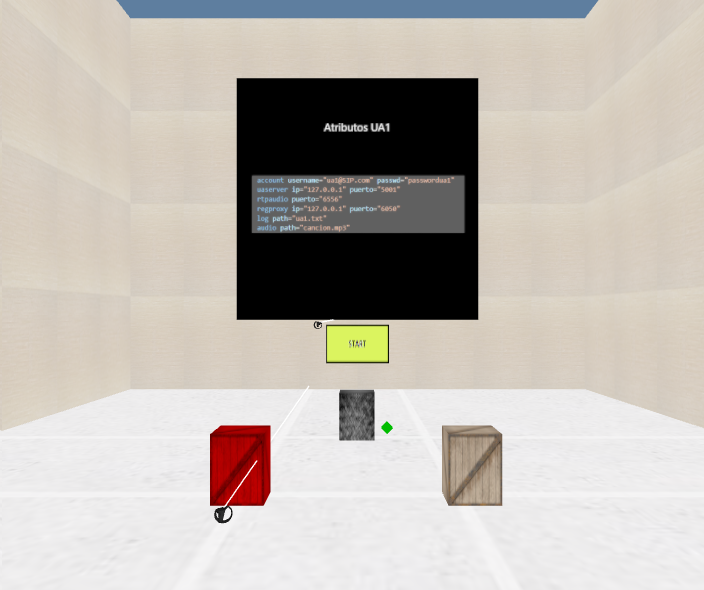 Atributos UA1
account username="ua1@SIP.com" passwd="passwordua1"
uaserver ip="127.0.0.1" puerto="5001"
rtpaudio puerto="6556"
regproxy ip="127.0.0.1" puerto="6050"
log path="ua1.txt"
audio path="cancion.mp3"
START